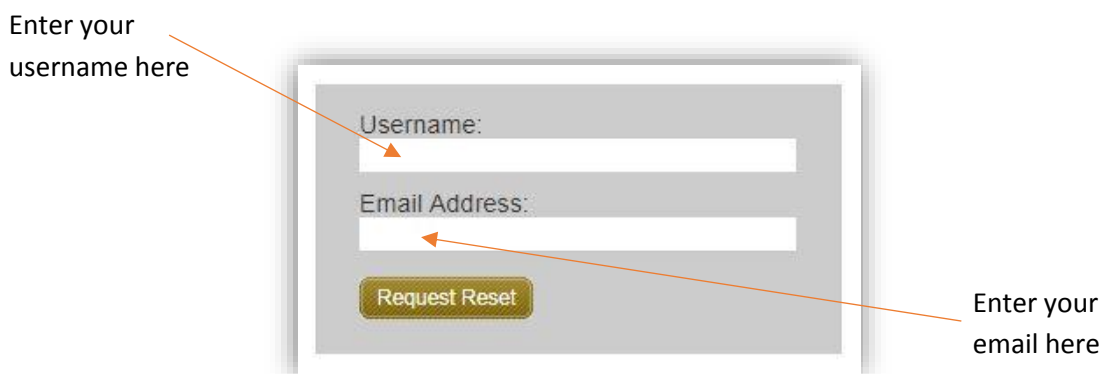 Enter your
username here
Username:
Email Address:
Request Reset
Enter your
email here